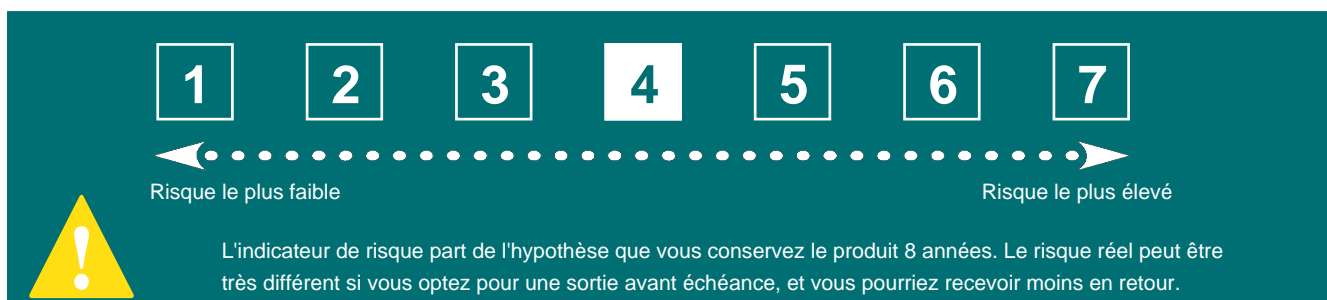 1 2 3 4 5 6 7
Risque le plus faible Risque le plus élevé
!
L'indicateur de risque part de l'hypothèse que vous conservez le produit 8 années. Le risque réel peut être
très différent si vous optez pour une sortie avant échéance, et vous pourriez recevoir moins en retour.